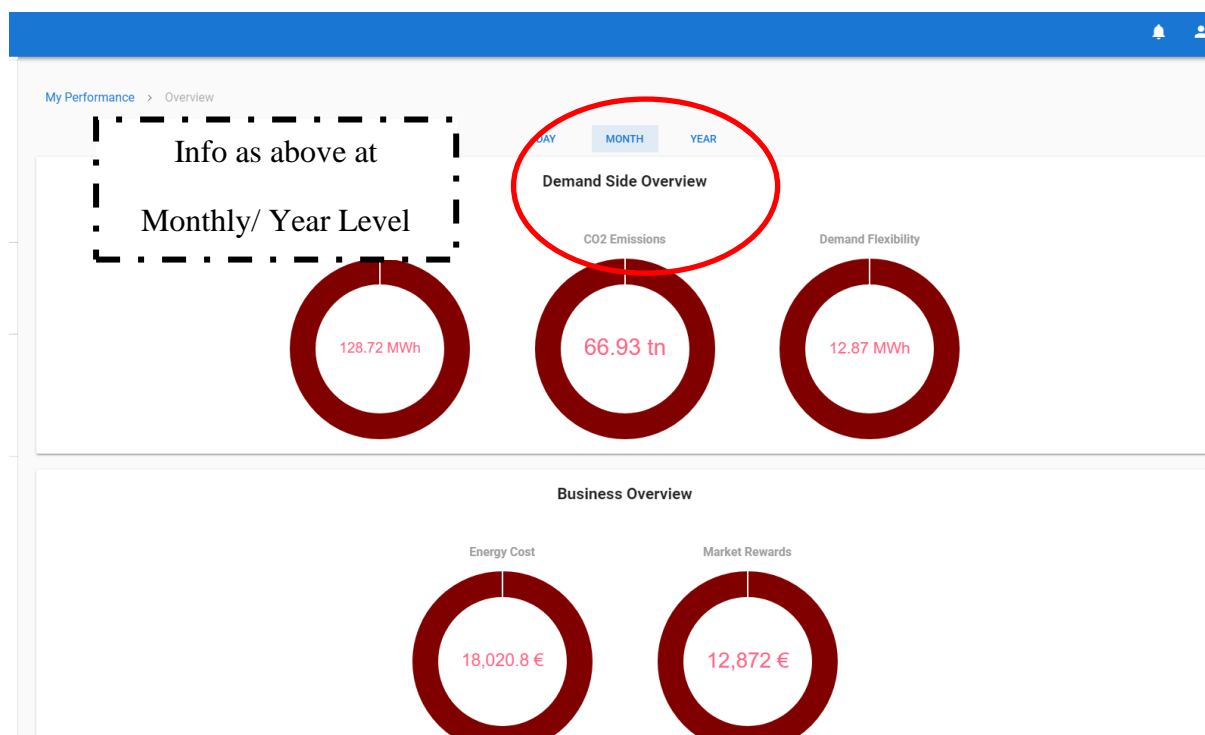 My Performance > Overview
Info as above at
Monthly/ Year Level
DAY MONTH YEAR
Demand Side Overview
CO2 Emissions Demand Flexibility
128.72 MWh 66.93 tn 12.87 MWh
Business Overview
Energy Cost Market Rewards
18,020.8 € 12,872 €